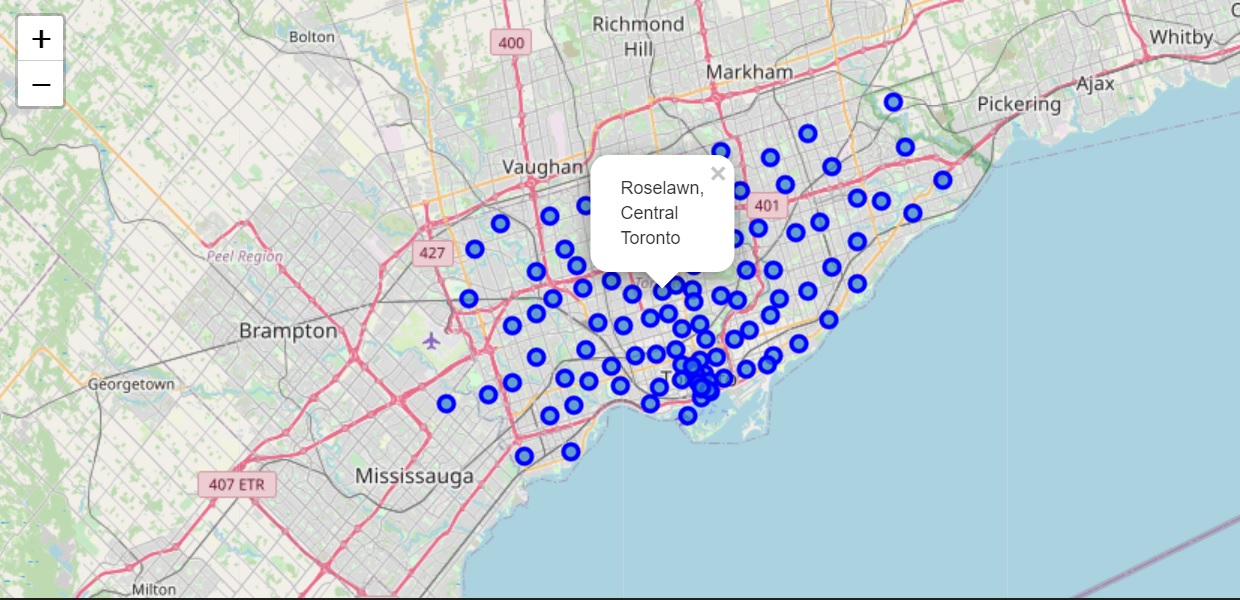 +
−
Bolton
400
Richmond
Hill
Whitby
Markham
Ajax
Pickering
Vaughan
×
Roselawn,
Central
Toronto
401
427
Peel Region
Brampton
Georgetown
Mississauga
407 ETR
Milton